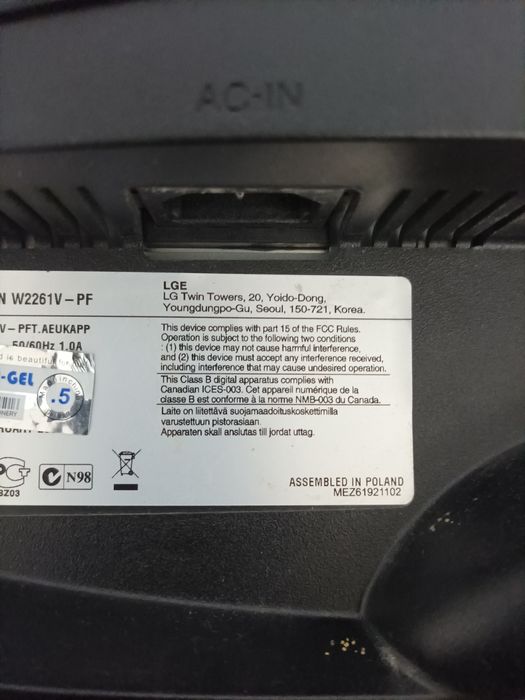 AC-IN
N W2261V-PF
V-PFT.AEUKAPP
50/60Hz 1.0A
-GEL
.5
BZ03
N98
LGE
LG Twin Towers, 20, Yoido-Dong,
Youngdungpo-Gu, Seoul, 150-721, Korea.
This device complies with part 15 of the FCC Rules.
Operation is subject to the following two conditions
: (1) this device may not cause harmful interference,
and (2) this device must accept any interference received,
including interference that may cause undesired operation.
This Class B digital apparatus complies with
Canadian ICES-003. Cet appareil numérique de la
classe B est conforme à la norme NMB-003 du Canada.
Laite on liitettävä suojamaadoituskoskettimilla
varustettuun pistorasiaan.
Apparaten skall anslutas till jordat uttag.
ASSEMBLED IN POLAND
MEZ61921102